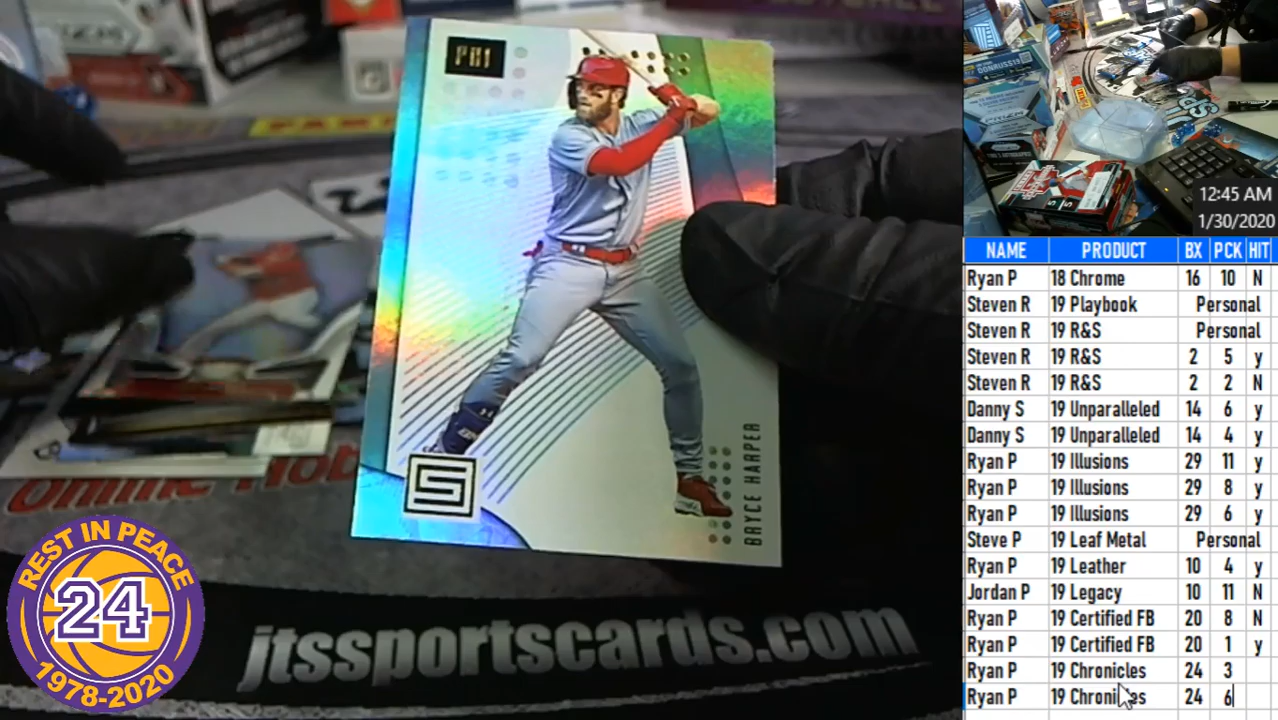 PHI
BRYCE HARPER
S
REST IN PEACE
24
1978-2020
jtssportscards.com
12:45 AM
1/30/2020
NAME PRODUCT BX PCK HIT
Ryan P 18 Chrome 16 10 N
Steven R 19 Playbook Personal
Steven R 19 R&S Personal
Steven R 19 R&S 2 5 y
Steven R 19 R&S 2 2 N
Danny S 19 Unparalleled 14 6 y
Danny S 19 Unparalleled 14 4 y
Ryan P 19 Illusions 29 11 y
Ryan P 19 Illusions 29 8 y
Ryan P 19 Illusions 29 6 y
Steve P 19 Leaf Metal Personal
Ryan P 19 Leather 10 4 y
Jordan P 19 Legacy 10 11 N
Ryan P 19 Certified FB 20 8 N
Ryan P 19 Certified FB 20 1 y
Ryan P 19 Chronicles 24 3
Ryan P 19 Chronicles 24 6